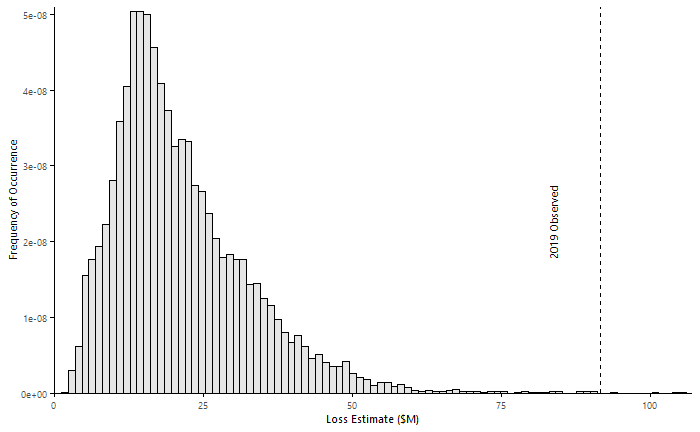 5e-08
4e-08
3e-08
2e-08
1e-08
0e+00
Frequency of Occurrence
2019 Observed
0 25 50 75 100
Loss Estimate ($M)